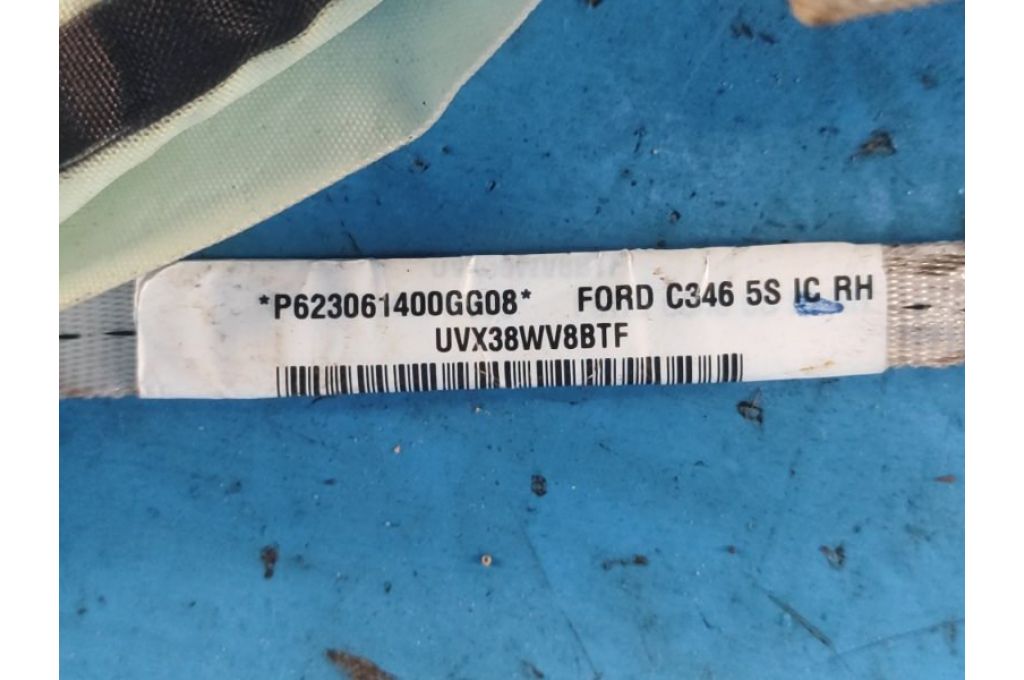 *P623061400GG08* FORD C346 5S IC RH
UVX38WV8BTF